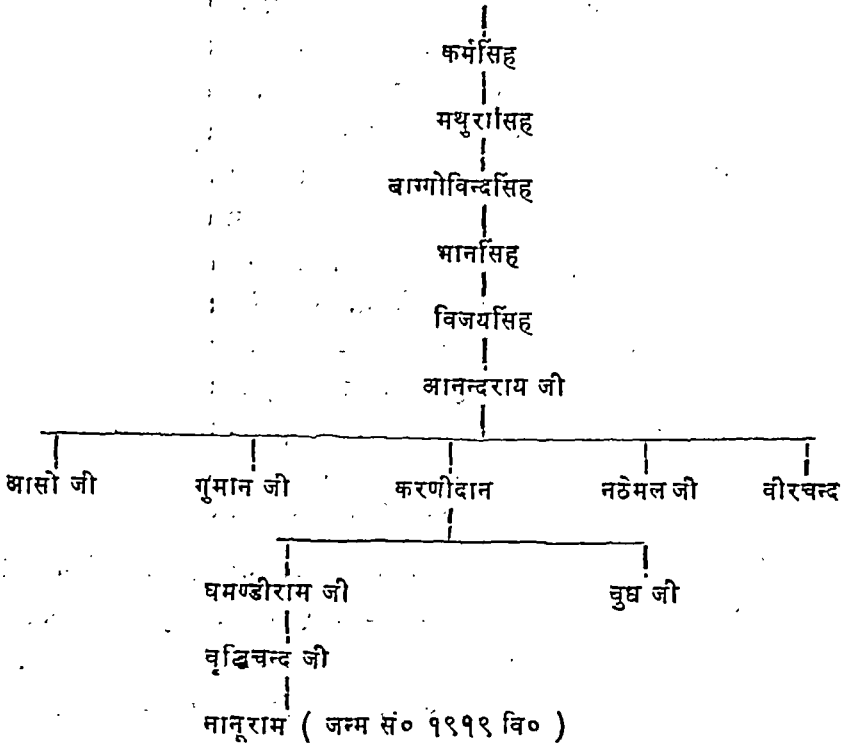 कर्मसिंह
मथुरासिंह
बाग्गोविन्दसिंह
भानसिंह
विजयसिंह
आनन्दराय जी
आसो जी गुमान जी करणीदान नठेमल जी वीरचन्द
घमण्डीराम जी वुध जी
वृद्धिचन्द जी
नानूराम ( जन्म सं० १९१९ वि० )